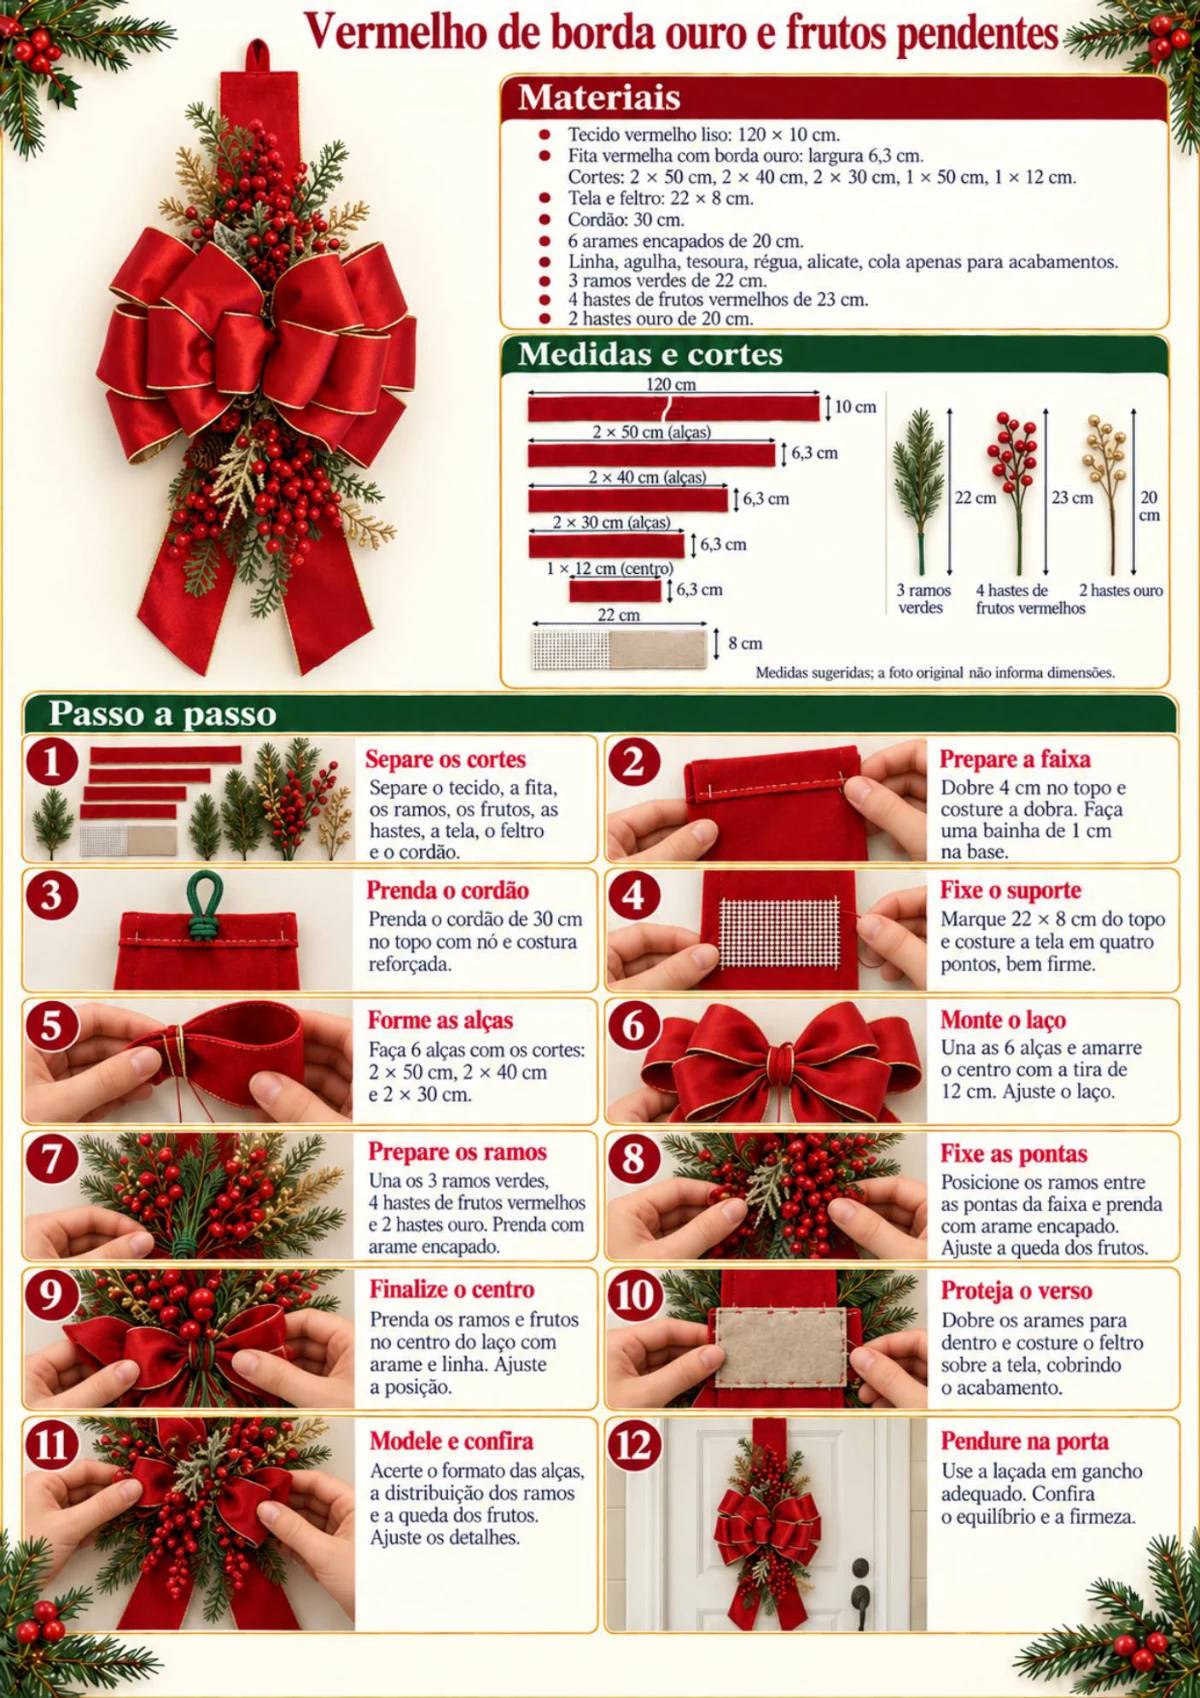 Vermelho de borda ouro e frutos pendentes
Materiais
Tecido vermelho liso: 120 × 10 cm.
Fita vermelha com borda ouro: largura 6,3 cm.
Cortes: 2 × 50 cm, 2 × 40 cm, 2 × 30 cm, 1 × 50 cm, 1 × 12 cm.
Tela e feltro: 22 × 8 cm.
Cordão: 30 cm.
6 arames encapados de 20 cm.
Linha, agulha, tesoura, régua, alicate, cola apenas para acabamentos.
3 ramos verdes de 22 cm.
4 hastes de frutos vermelhos de 23 cm.
2 hastes ouro de 20 cm.
Medidas e cortes
120 cm
10 cm
2 × 50 cm (alças)
6,3 cm
2 × 40 cm (alças)
6,3 cm
2 × 30 cm (alças)
6,3 cm
1 × 12 cm (centro)
6,3 cm
22 cm
8 cm
22 cm
23 cm
20
cm
3 ramos
verdes
4 hastes de
frutos vermelhos
2 hastes ouro
Medidas sugeridas; a foto original não informa dimensões.
Passo a passo
1
Separe os cortes
Separe o tecido, a fita,
os ramos, os frutos, as
hastes, a tela, o feltro
e o cordão.
2
Prepare a faixa
Dobre 4 cm no topo e
costure a dobra. Faça
uma bainha de 1 cm
na base.
3
Prenda o cordão
Prenda o cordão de 30 cm
no topo com nó e costura
reforçada.
4
Fixe o suporte
Marque 22 × 8 cm do topo
e costure a tela em quatro
pontos, bem firme.
5
Forme as alças
Faça 6 alças com os cortes:
2 × 50 cm, 2 × 40 cm
e 2 × 30 cm.
6
Monte o laço
Una as 6 alças e amarre
o centro com a tira de
12 cm. Ajuste o laço.
7
Prepare os ramos
Una os 3 ramos verdes,
4 hastes de frutos vermelhos
e 2 hastes ouro. Prenda com
arame encapado.
8
Fixe as pontas
Posicione os ramos entre
as pontas da faixa e prenda
com arame encapado.
Ajuste a queda dos frutos.
9
Finalize o centro
Prenda os ramos e frutos
no centro do laço com
arame e linha. Ajuste
a posição.
10
Proteja o verso
Dobre os arames para
dentro e costure o feltro
sobre a tela, cobrindo
o acabamento.
11
Modele e confira
Acerte o formato das alças,
a distribuição dos ramos
e a queda dos frutos.
Ajuste os detalhes.
12
Pendure na porta
Use a laçada em gancho
adequado. Confira
o equilíbrio e a firmeza.